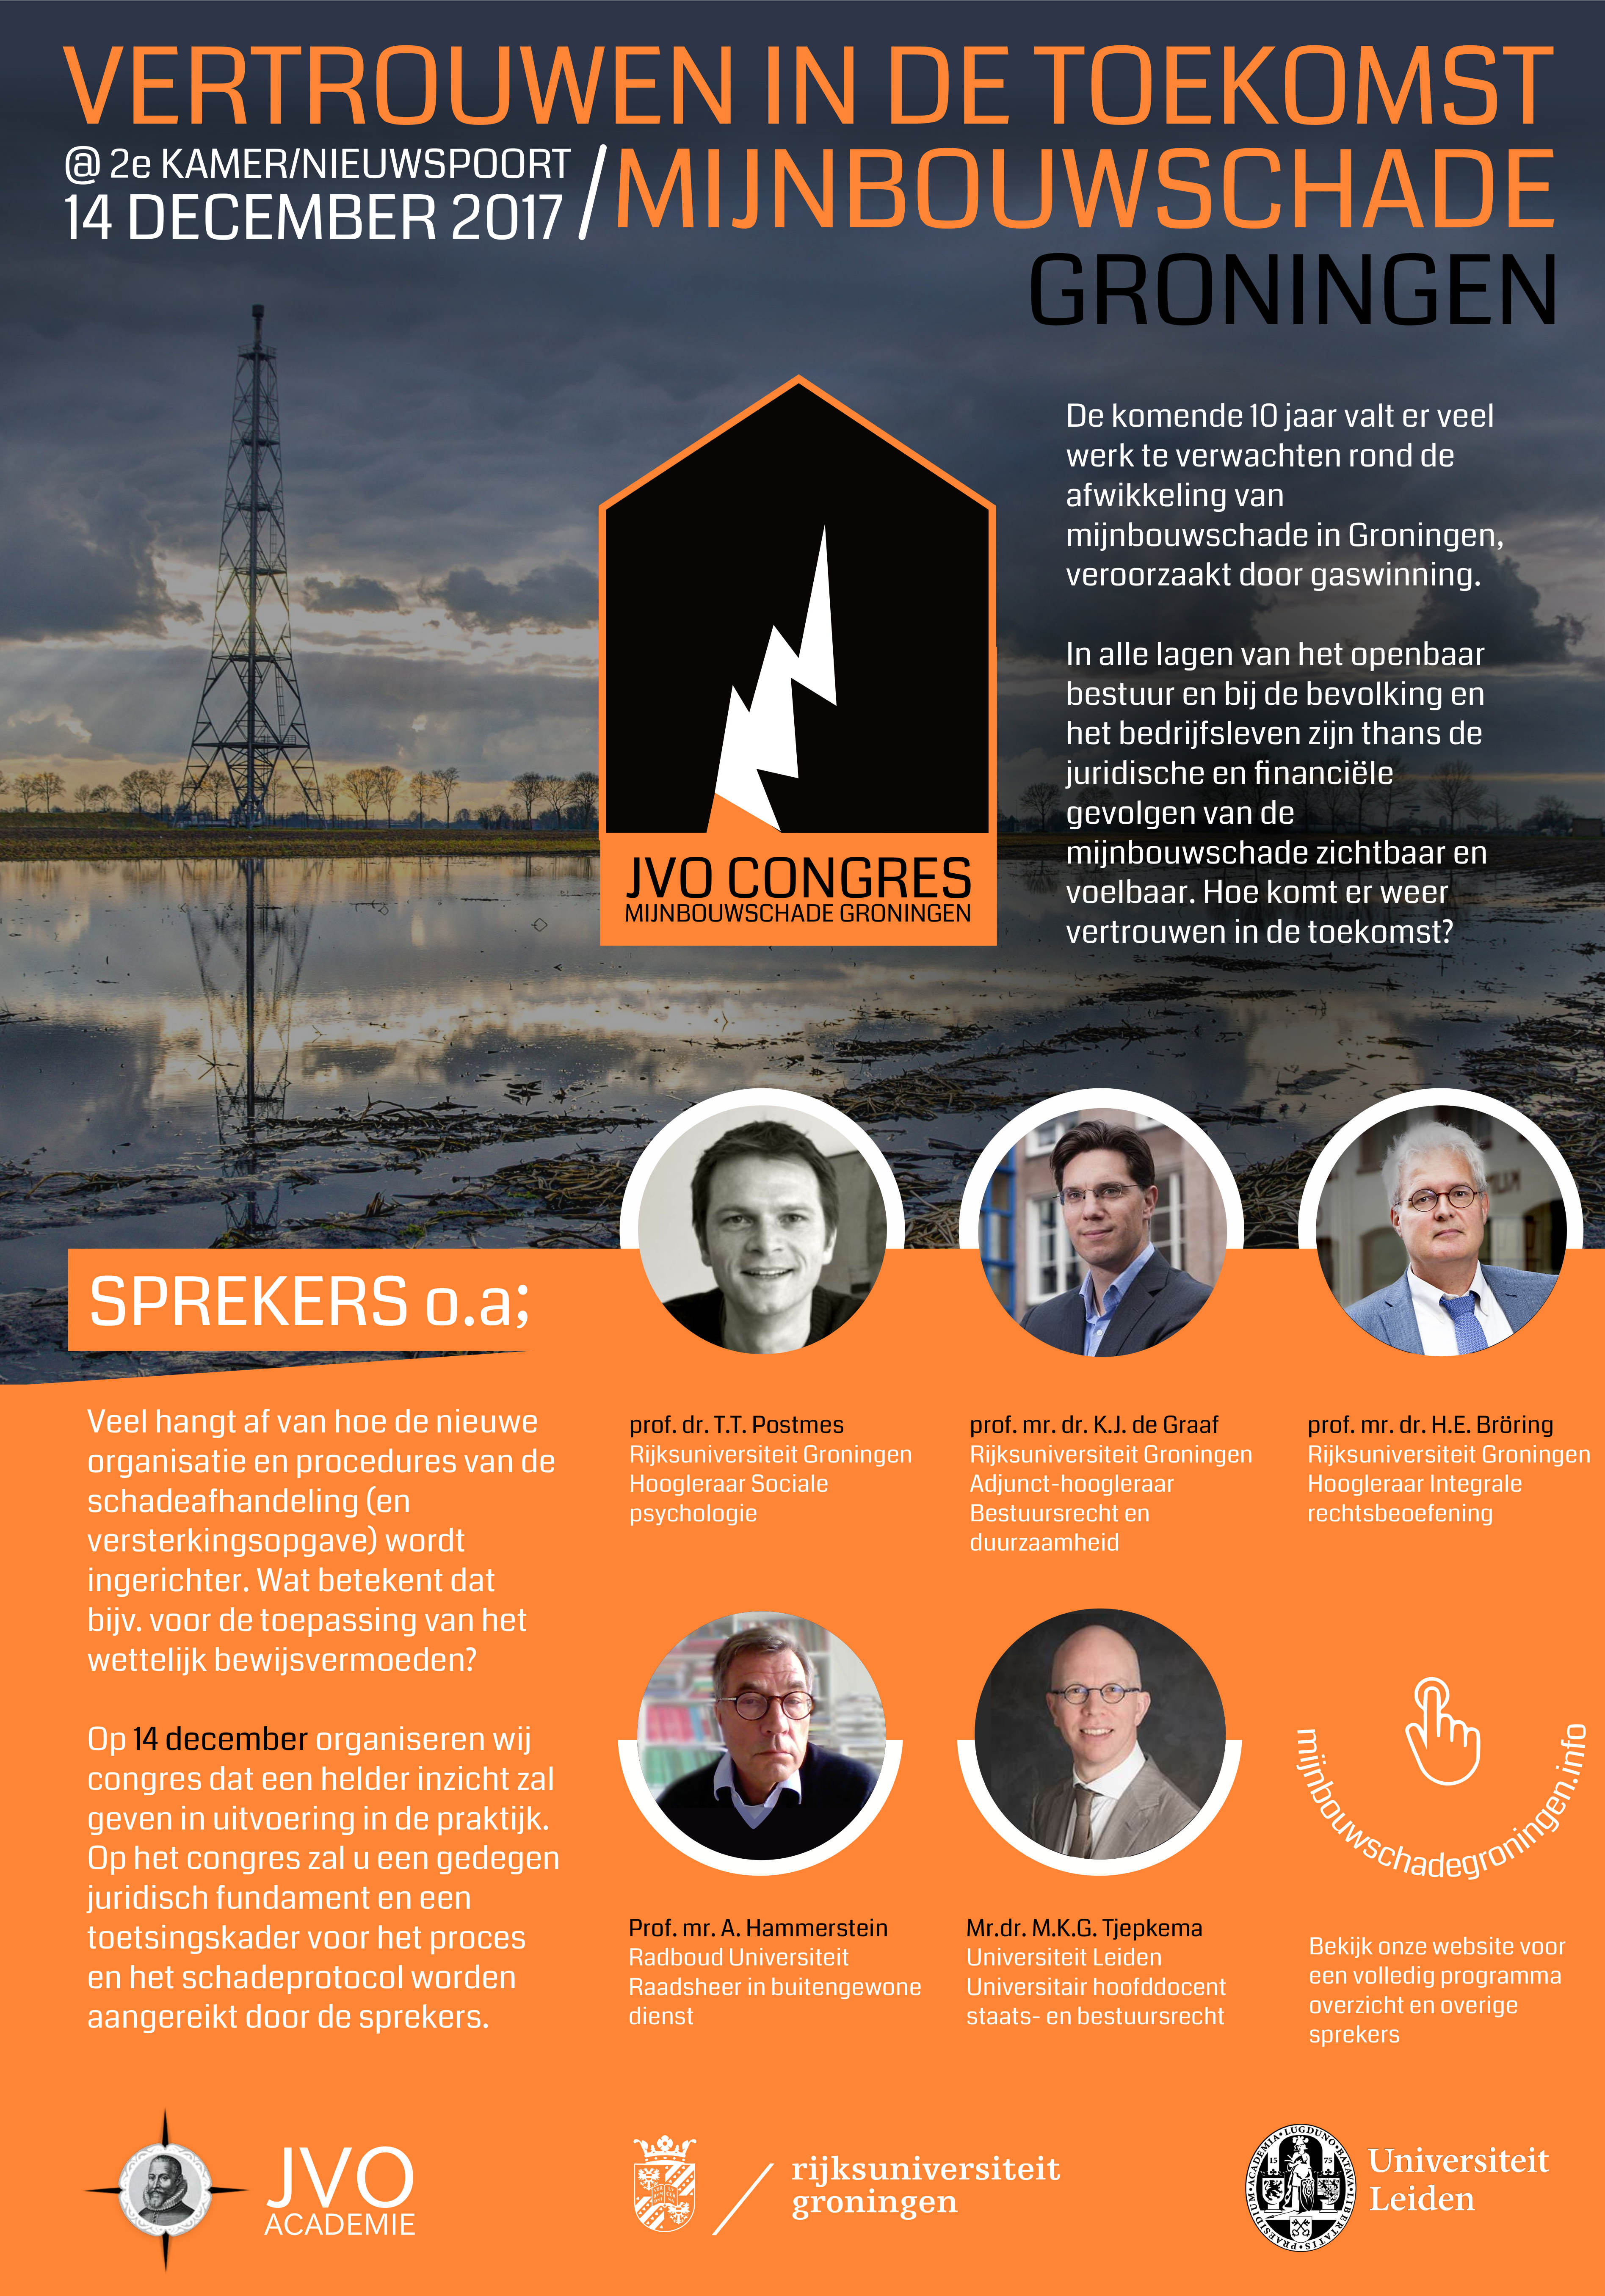 VERTROUWEN IN DE TOEKOMST
@ 2e KAMER/NIEUWSPOORT
14 DECEMBER 2017
/MIJNBOUWSCHADE
GRONINGEN
De komende 10 jaar valt er veel
werk te verwachten rond de
afwikkeling van
mijnbouwschade in Groningen,
veroorzaakt door gaswinning.
In alle lagen van het openbaar
bestuur en bij de bevolking en
het bedrijfsleven zijn thans de
juridische en financiële
gevolgen van de
mijnbouwschade zichtbaar en
voelbaar. Hoe komt er weer
vertrouwen in de toekomst?
JVO CONGRES
MIJNBOUWSCHADE GRONINGEN
SPREKERS o.a;
Veel hangt af van hoe de nieuwe
organisatie en procedures van de
schadeafhandeling (en
versterkingsopgave) wordt
ingerichter. Wat betekent dat
bijv. voor de toepassing van het
wettelijk bewijsvermoeden?
Op 14 december organiseren wij
congres dat een helder inzicht zal
geven in uitvoering in de praktijk.
Op het congres zal u een gedegen
juridisch fundament en een
toetsingskader voor het proces
en het schadeprotocol worden
aangereikt door de sprekers.
prof. dr. T.T. Postmes
Rijksuniversiteit Groningen
Hoogleraar Sociale
psychologie
prof. mr. dr. K.J. de Graaf
Rijksuniversiteit Groningen
Adjunct-hoogleraar
Bestuursrecht en
duurzaamheid
prof. mr. dr. H.E. Bröring
Rijksuniversiteit Groningen
Hoogleraar Integrale
rechtsbeoefening
Prof. mr. A. Hammerstein
Radboud Universiteit
Raadsheer in buitengewone
dienst
Mr.dr. M.K.G. Tjepkema
Universiteit Leiden
Universitair hoofddocent
staats- en bestuursrecht
mijnbouwschadegroningen.info
Bekijk onze website voor
een volledig programma
overzicht en overige
sprekers
JVO
ACADEMIE
rijksuniversiteit
groningen
ACADEMIA·LUGDUNO·BATAVA·LIBERTATIS·PRAESIDIUM·
15 75
Universiteit
Leiden